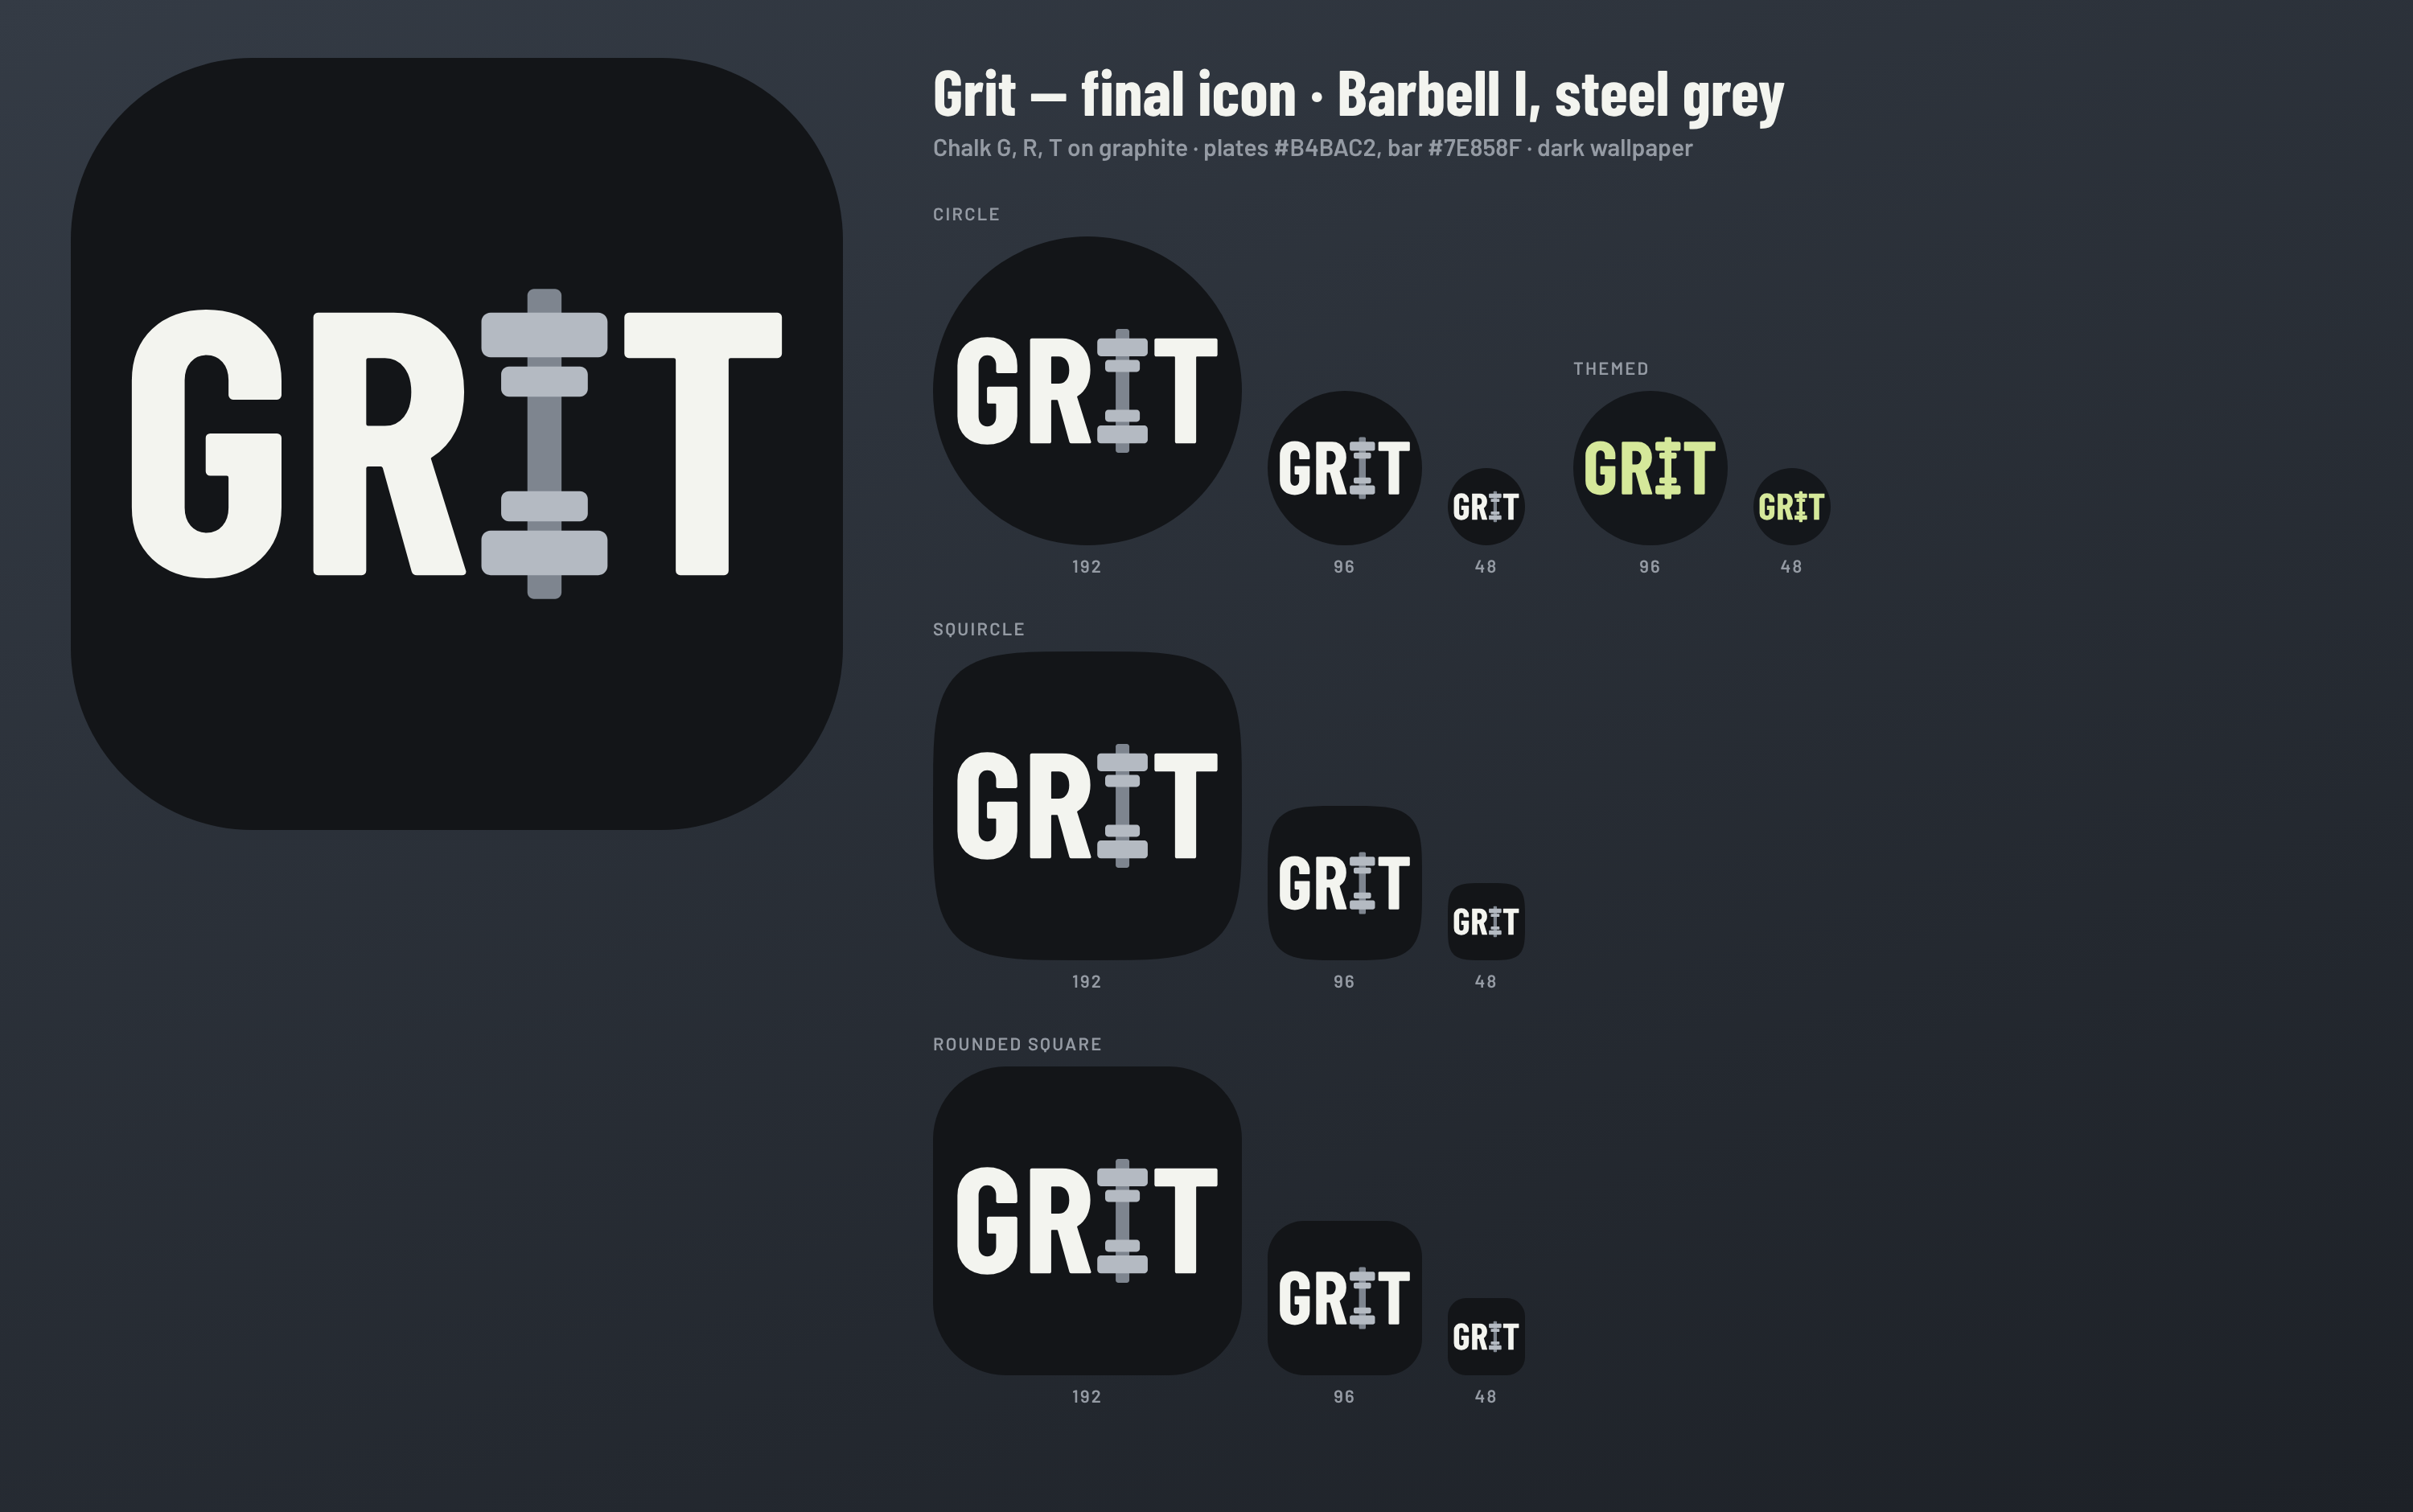 GRIT
Grit — final icon · Barbell I, steel grey
Chalk G, R, T on graphite · plates #B4BAC2, bar #7E858F · dark wallpaper
CIRCLE
GRIT
192
GRIT
96
GRIT
48
THEMED
GRIT
96
GRIT
48
SQUIRCLE
GRIT
192
GRIT
96
GRIT
48
ROUNDED SQUARE
GRIT
192
GRIT
96
GRIT
48